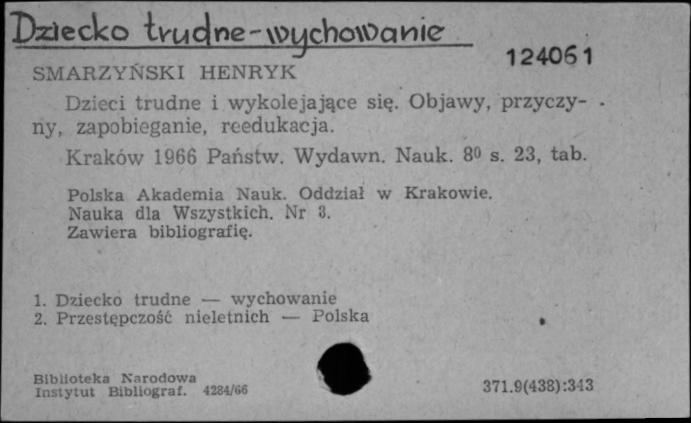 Dziecko trudne-wychowanie
124061
SMARZYŃSKI HENRYK
Dzieci trudne i wykolejające się. Objawy, przyczy-
ny, zapobieganie, reedukacja.
Kraków 1966 Państw. Wydawn. Nauk. 8⁰ s. 23, tab.
Polska Akademia Nauk. Oddział w Krakowie.
Nauka dla Wszystkich. Nr 3.
Zawiera bibliografię.
1. Dziecko trudne — wychowanie
2. Przestępczość nieletnich — Polska
Biblioteka Narodowa
Instytut Bibliograf. 4284/66
371.9(438):343